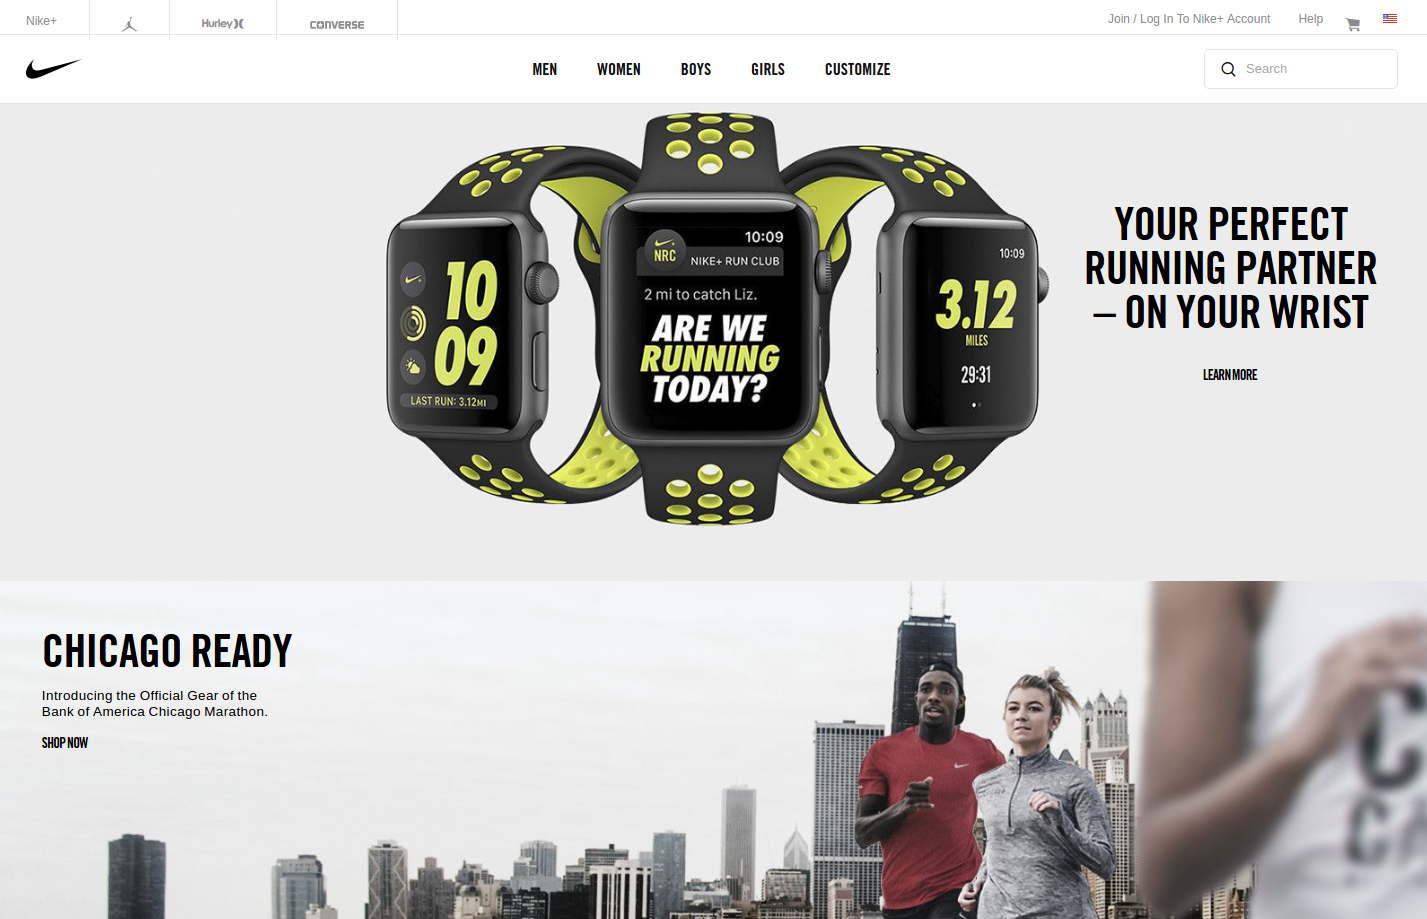 Nike+
Hurley
CONVERSE
Join / Log In To Nike+ Account
Help
MEN
WOMEN
BOYS
GIRLS
CUSTOMIZE
Search
10
09
LAST RUN: 3.12MI
10:09
NRC
NIKE+ RUN CLUB
2 mi to catch Liz.
ARE WE
RUNNING
TODAY?
10:09
3.12
MILES
29:31
YOUR PERFECT
RUNNING PARTNER
– ON YOUR WRIST
LEARN MORE
CHICAGO READY
Introducing the Official Gear of the
Bank of America Chicago Marathon.
SHOP NOW